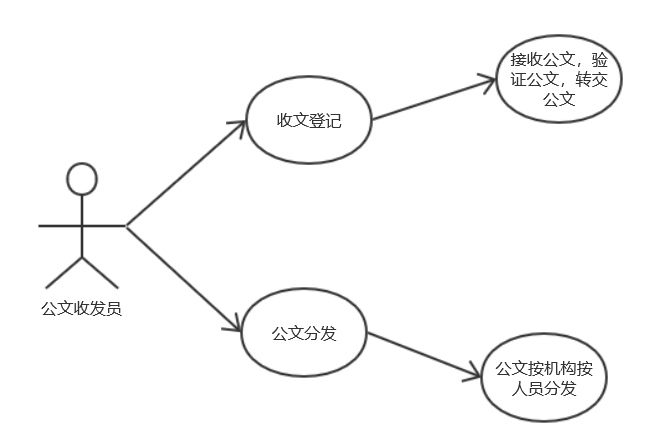 接收公文，验
证公文，转交
公文
收文登记
公文收发员
公文分发
公文按机构按
人员分发